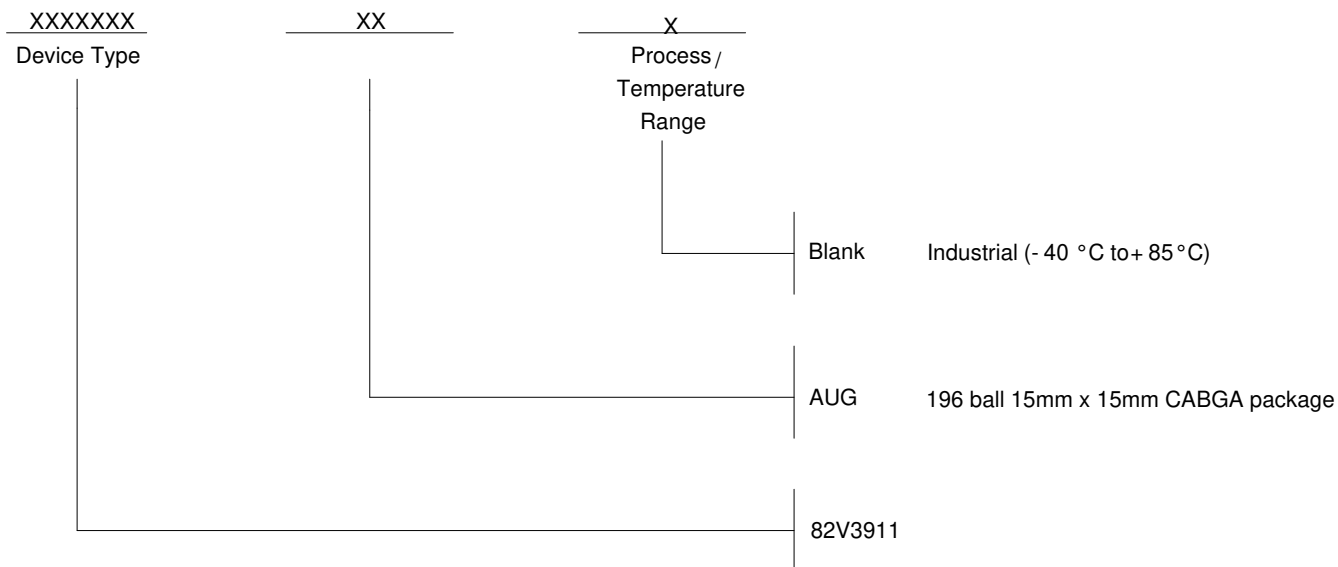 XXXXXXX XX X
Device Type Process /
Temperature
Range
Blank Industrial (- 40 °C to+ 85°C)
AUG 196 ball 15mm x 15mm CABGA package
82V3911